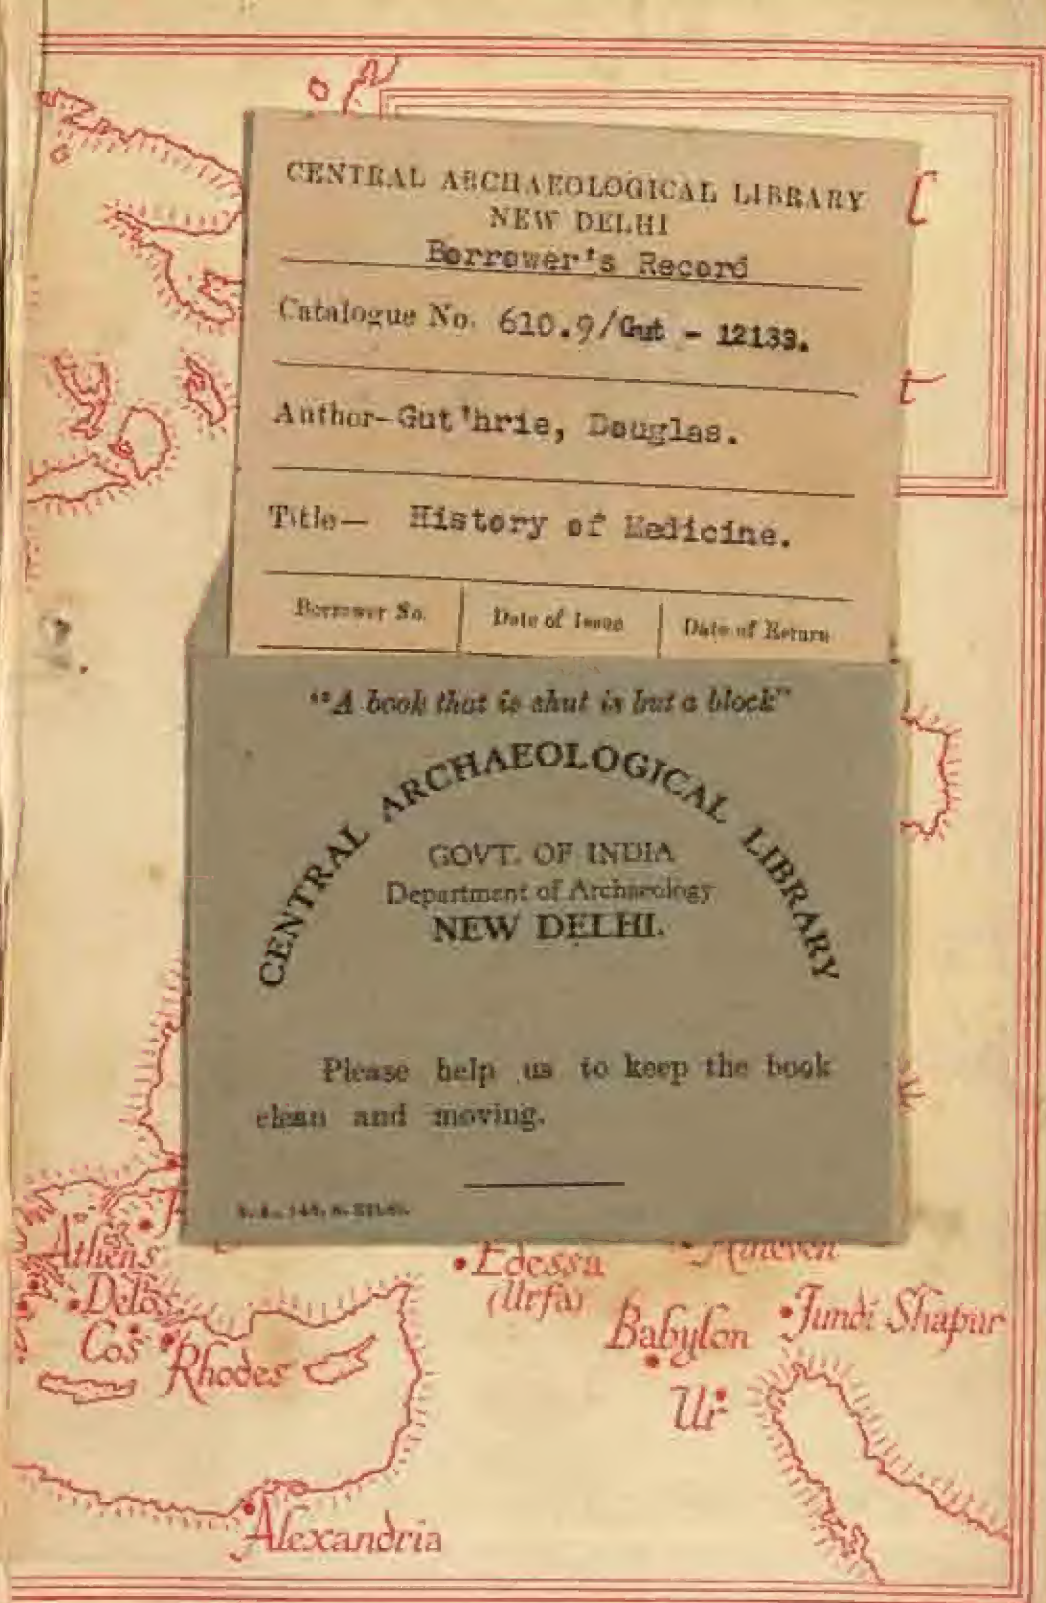 CENTRAL ARCHAEOLOGICAL LIBRARY
NEW DELHI
Borrower's Record
Catalogue No. 610.9/Gut - 12133.
Author-Gut'hrie, Douglas.
Title— History of Medicine.
Borrower No. Date of Issue Date of Return
"A book that is shut is but a block"
CENTRAL ARCHAEOLOGICAL LIBRARY
GOVT. OF INDIA
Department of Archaeology
NEW DELHI.
Please help us to keep the book
clean and moving.
Athens
Edessa
(Urfa)
Delos
Babylon
Jundi Shapur
Cos
Rhodes
Ur
Alexandria